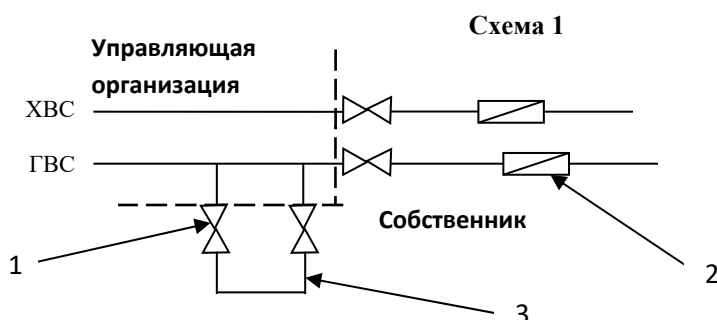 Схема 1
Управляющая
организация
ХВС
ГВС
Собственник
1
2
3